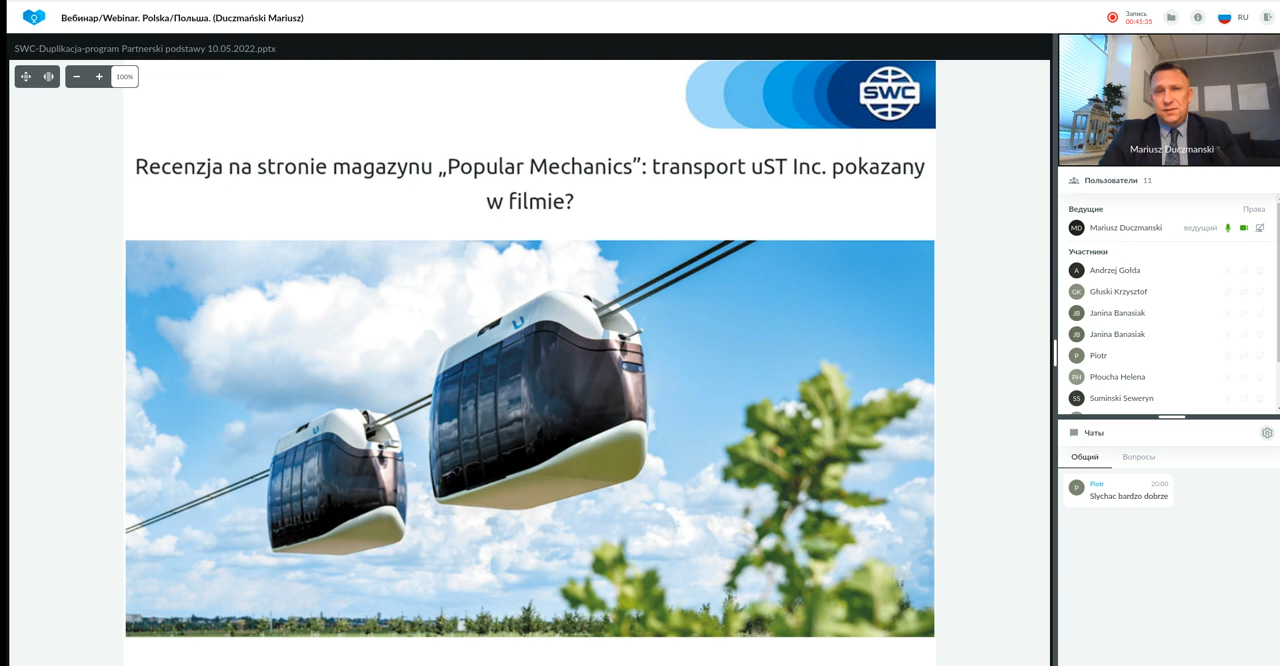 Вебинар/Webinar. Polska/Польша. (Duczmański Mariusz)
Запись
00:45:35
RU
SWC-Duplikacja-program Partnerski podstawy 10.05.2022.pptx
100%
SWC
Recenzja na stronie magazynu „Popular Mechanics”: transport uST Inc. pokazany
w filmie?
Mariusz Duczmanski
Пользователи 11
Ведущие Права
MD Mariusz Duczmanski ведущий
Участники
A Andrzej Gołda
GK Głuski Krzysztof
JB Janina Banasiak
JB Janina Banasiak
P Piotr
PH Płoucha Helena
SS Suminski Seweryn
Чаты
Общий Вопросы
P Piotr 20:00
Slychac bardzo dobrze